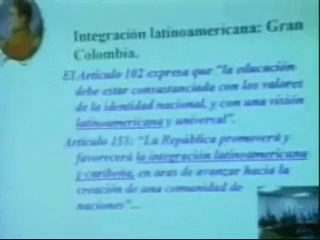 Integración latinoamericana: Gran
Colombia.
El Artículo 102 expresa que "la educación
debe estar consustanciada con los valores
de la identidad nacional, y con una visión
latinoamericana y universal".
Artículo 153: "La República promoverá y
favorecerá la integración latinoamericana
y caribeña, en aras de avanzar hacia la
creación de una comunidad de
naciones"...